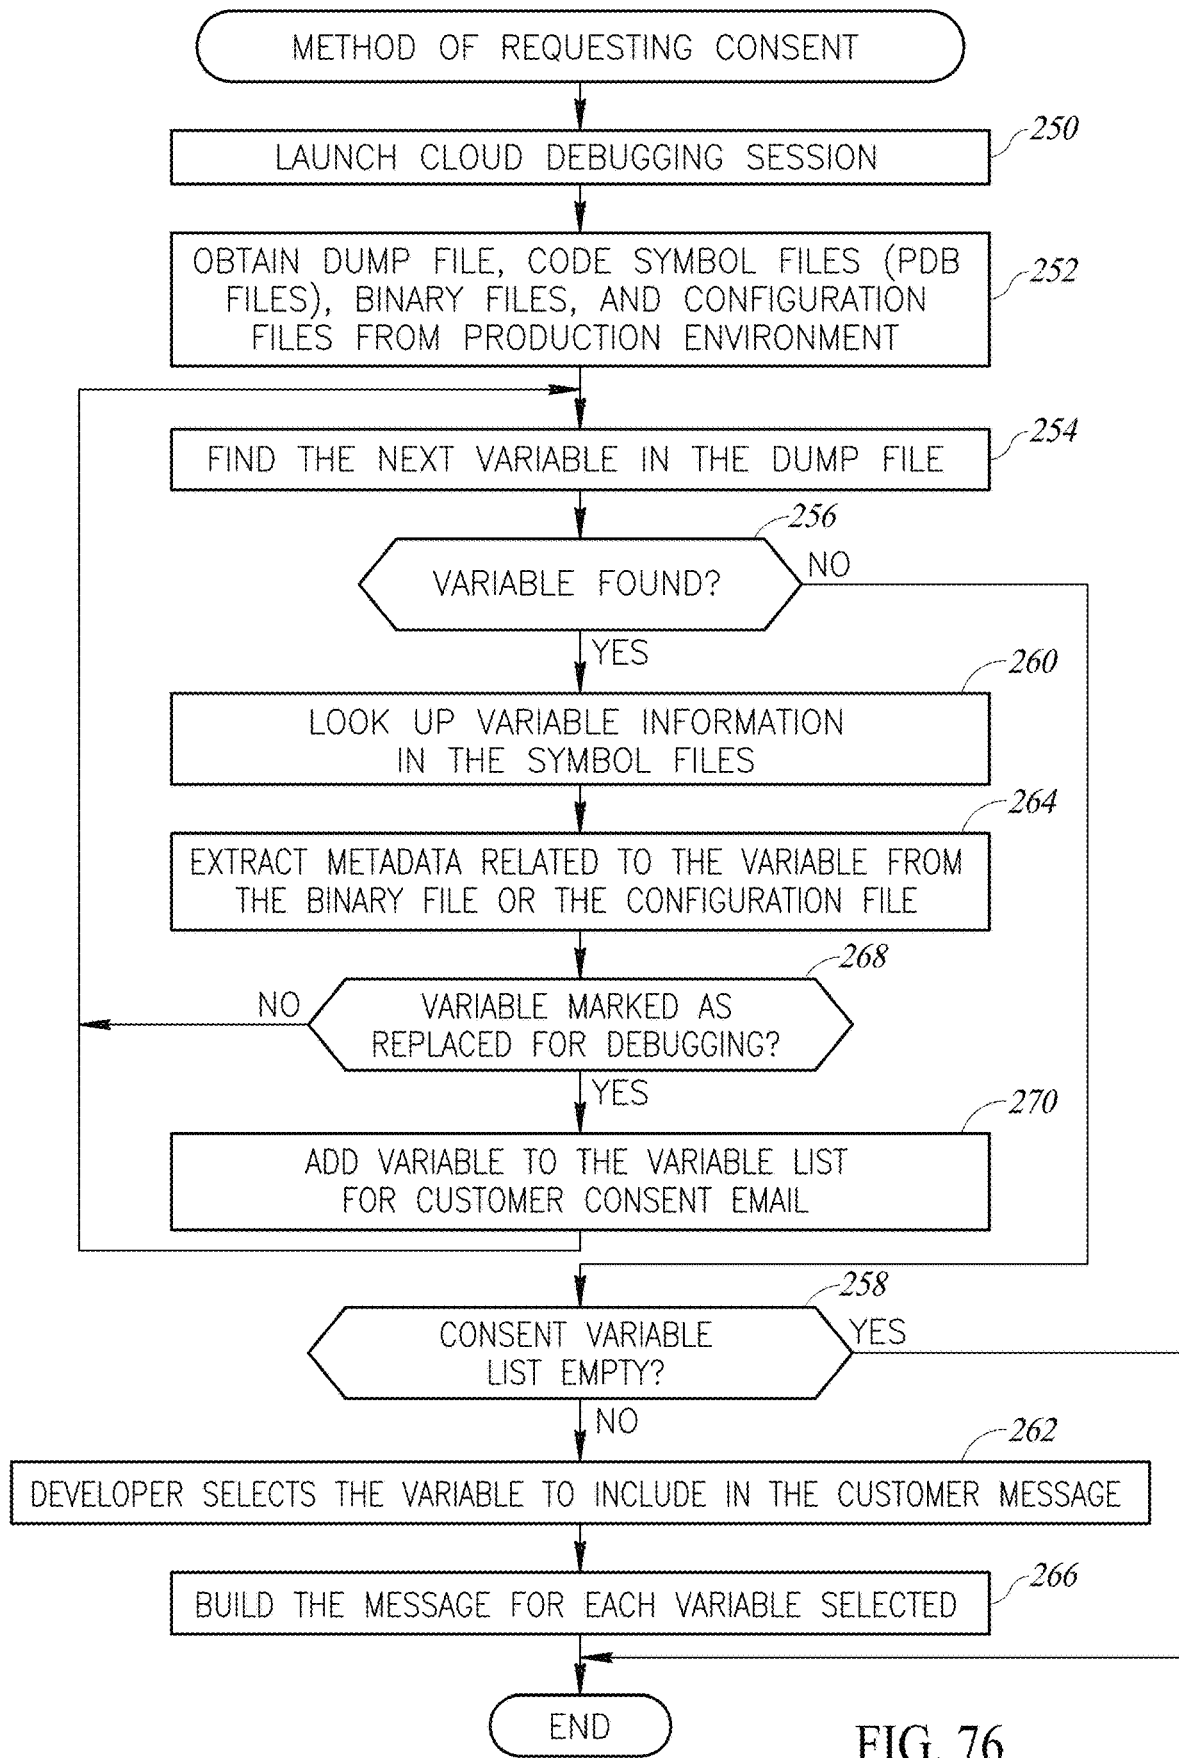 METHOD OF REQUESTING CONSENT
250
LAUNCH CLOUD DEBUGGING SESSION
252
OBTAIN DUMP FILE, CODE SYMBOL FILES (PDB
FILES), BINARY FILES, AND CONFIGURATION
FILES FROM PRODUCTION ENVIRONMENT
254
FIND THE NEXT VARIABLE IN THE DUMP FILE
256
VARIABLE FOUND?
NO
YES
260
LOOK UP VARIABLE INFORMATION
IN THE SYMBOL FILES
264
EXTRACT METADATA RELATED TO THE VARIABLE FROM
THE BINARY FILE OR THE CONFIGURATION FILE
268
NO
VARIABLE MARKED AS
REPLACED FOR DEBUGGING?
YES
270
ADD VARIABLE TO THE VARIABLE LIST
FOR CUSTOMER CONSENT EMAIL
258
CONSENT VARIABLE
LIST EMPTY?
YES
NO
262
DEVELOPER SELECTS THE VARIABLE TO INCLUDE IN THE CUSTOMER MESSAGE
266
BUILD THE MESSAGE FOR EACH VARIABLE SELECTED
END
FIG. 76